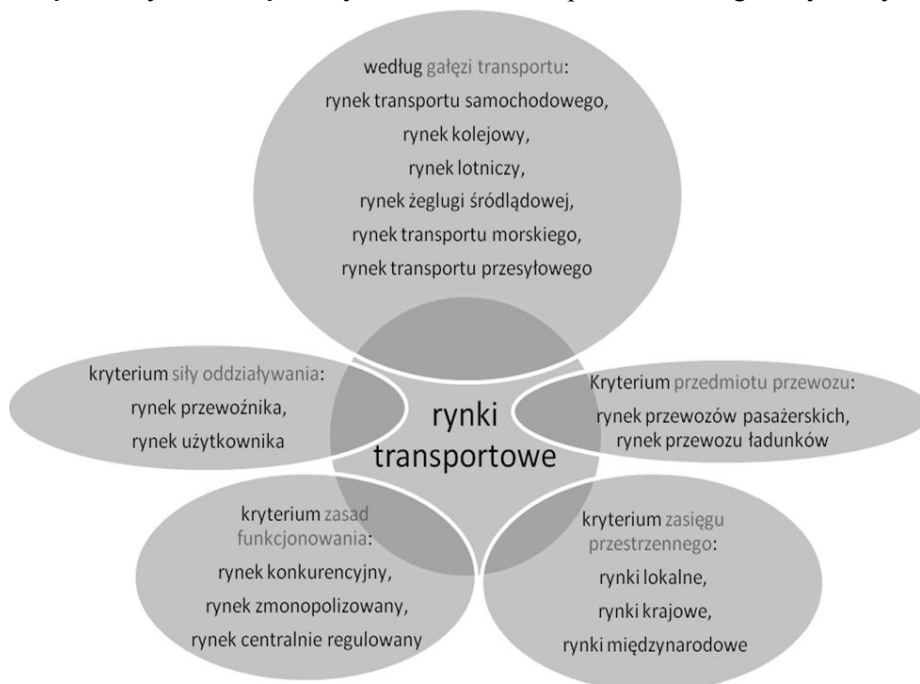 według gałęzi transportu:
rynek transportu samochodowego,
rynek kolejowy,
rynek lotniczy,
rynek żeglugi śródlądowej,
rynek transportu morskiego,
rynek transportu przesyłowego
kryterium siły oddziaływania:
rynek przewoźnika,
rynek użytkownika
rynki
transportowe
Kryterium przedmiotu przewozu:
rynek przewozów pasażerskich,
rynek przewozu ładunków
kryterium zasad
funkcjonowania:
rynek konkurencyjny,
rynek zmonopolizowany,
rynek centralnie regulowany
kryterium zasięgu
przestrzennego:
rynki lokalne,
rynki krajowe,
rynki międzynarodowe